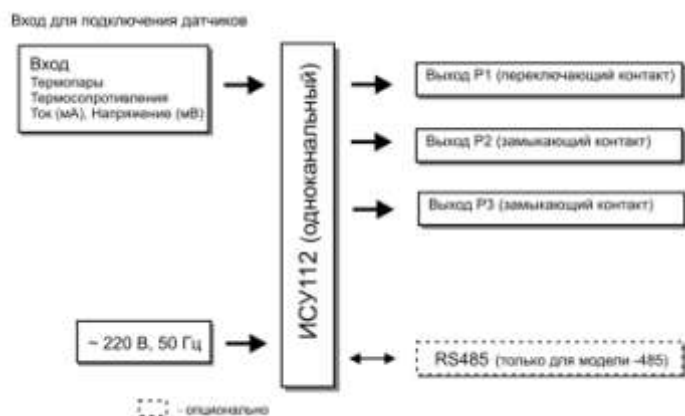 Вход для подключения датчиков
Вход
Термопары
Термосопротивления
Ток (мА), Напряжение (мВ)
ИСУ112 (одноканальный)
Выход Р1 (переключающий контакт)
Выход Р2 (замыкающий контакт)
Выход Р3 (замыкающий контакт)
~ 220 В, 50 Гц
RS485 (только для модели -485)
- опционально